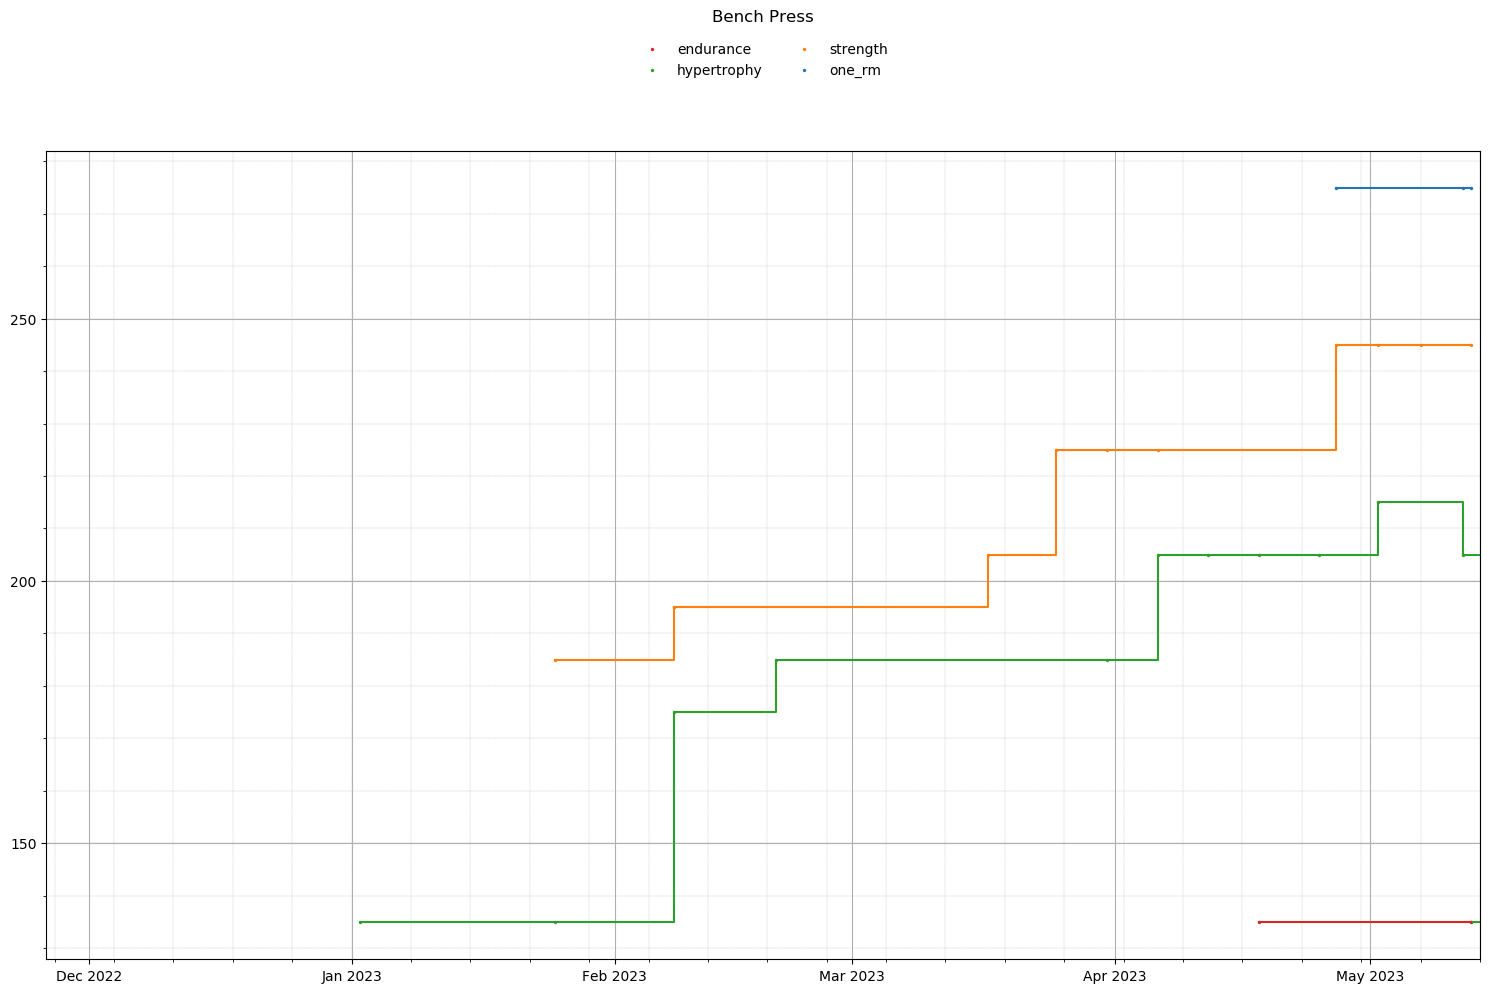 Bench Press
endurance strength
hypertrophy one_rm
250
200
150
Dec 2022 Jan 2023 Feb 2023 Mar 2023 Apr 2023 May 2023